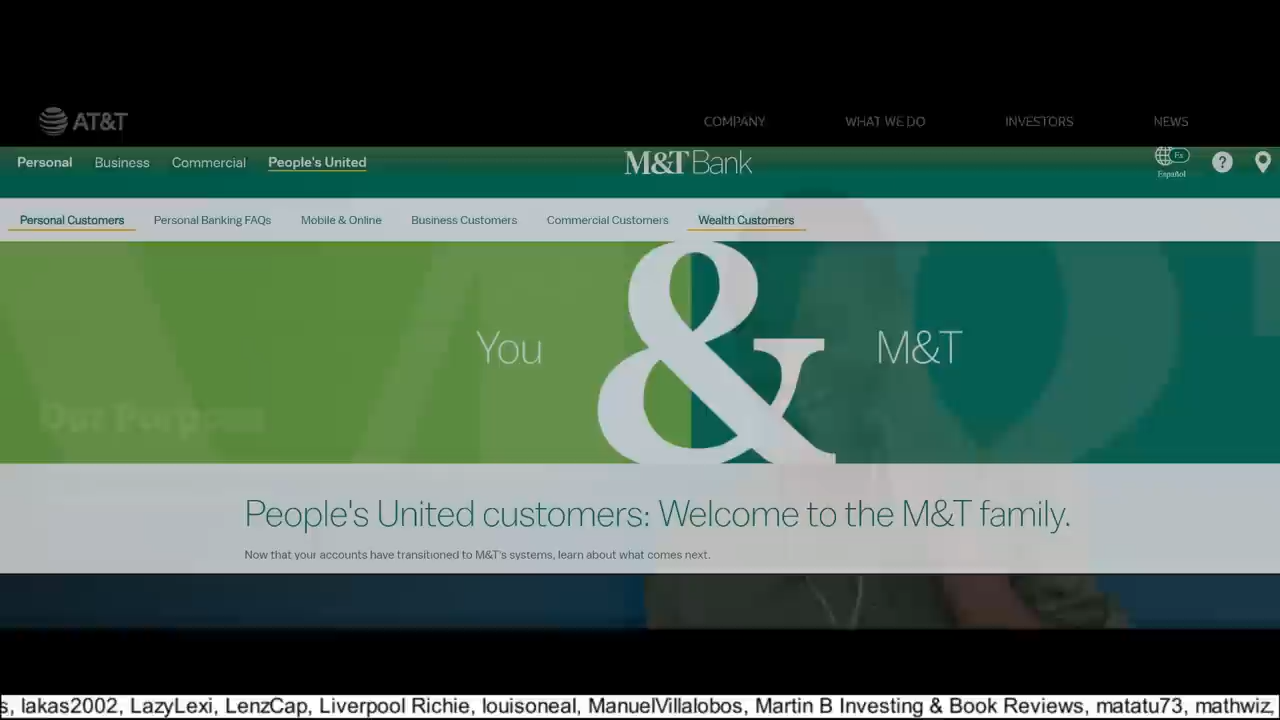 AT&T COMPANY WHAT WE DO INVESTORS NEWS
Personal Business Commercial People's United M&T Bank Es ?
Español
Personal Customers Personal Banking FAQs Mobile & Online Business Customers Commercial Customers Wealth Customers
You & M&T
Our Purpose
People's United customers: Welcome to the M&T family.
Now that your accounts have transitioned to M&T's systems, learn about what comes next.
s, lakas2002, LazyLexi, LenzCap, Liverpool Richie, louisoneal, ManuelVillalobos, Martin B Investing & Book Reviews, matatu73, mathwiz,